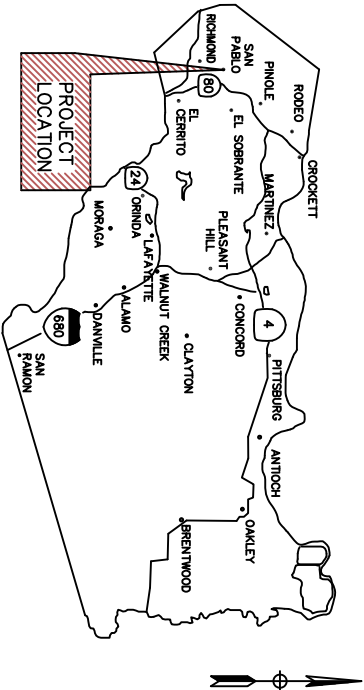 RODEO
CROCKETT
PINOLE
SAN
PABLO
RICHMOND
80
EL SOBRANTE
EL
CERRITO
MARTINEZ
PLEASANT
HILL
4
PITTSBURG
CONCORD
ANTIOCH
OAKLEY
BRENTWOOD
CLAYTON
24
ORINDA
LAFAYETTE
WALNUT CREEK
MORAGA
ALAMO
DANVILLE
680
SAN
RAMON
PROJECT
LOCATION